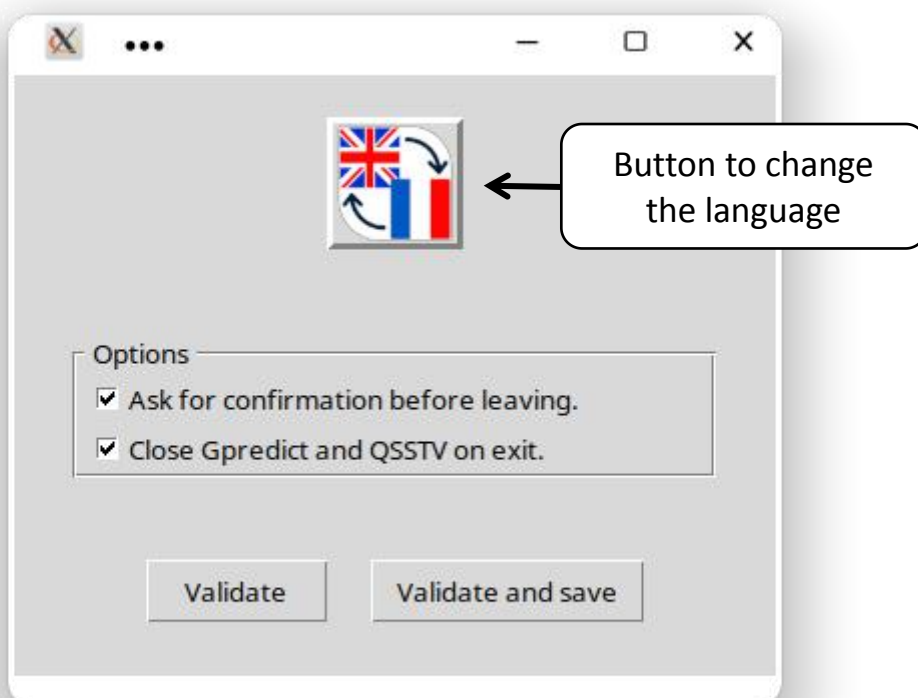 Button to change
the language
Options
Ask for confirmation before leaving.
Close Gpredict and QSSTV on exit.
Validate
Validate and save